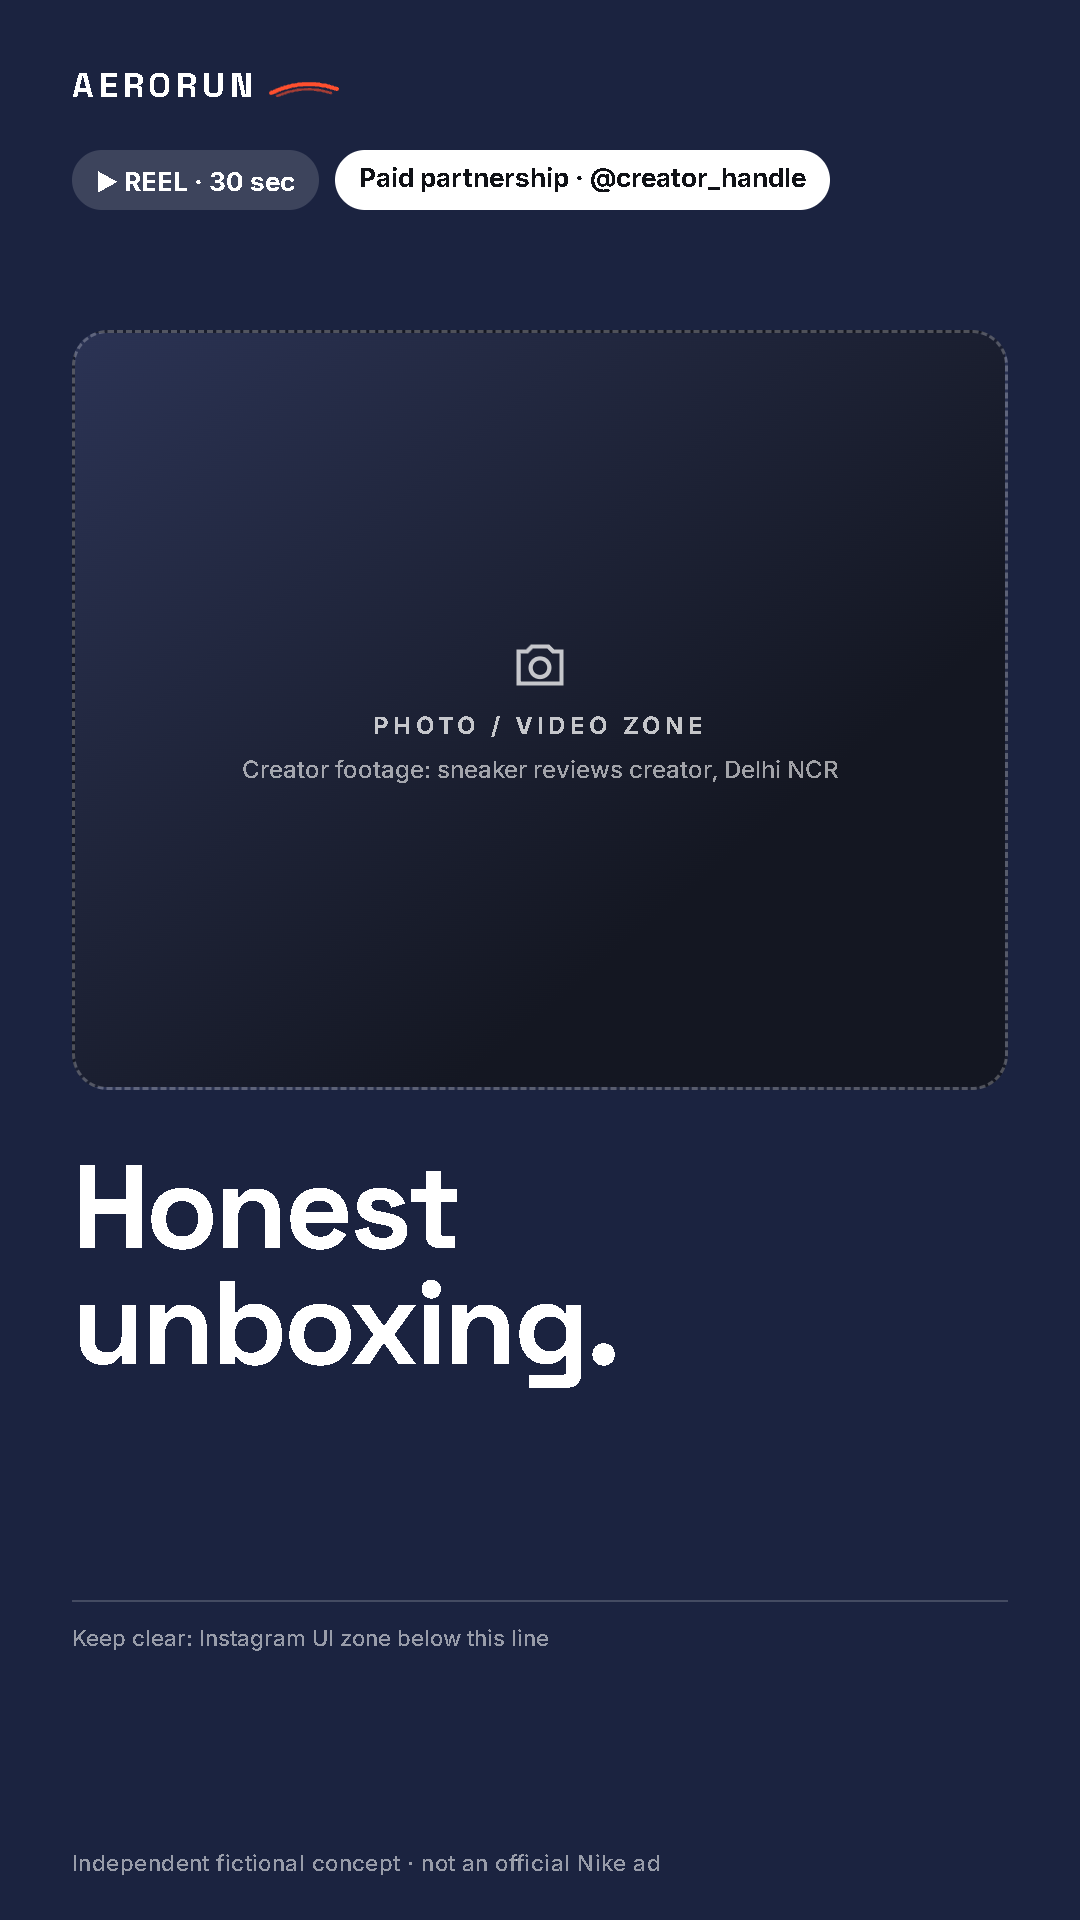 AERORUN
▶ REEL · 30 sec
Paid partnership · @creator_handle
PHOTO / VIDEO ZONE
Creator footage: sneaker reviews creator, Delhi NCR
Honest
unboxing.
Keep clear: Instagram UI zone below this line
Independent fictional concept · not an official Nike ad